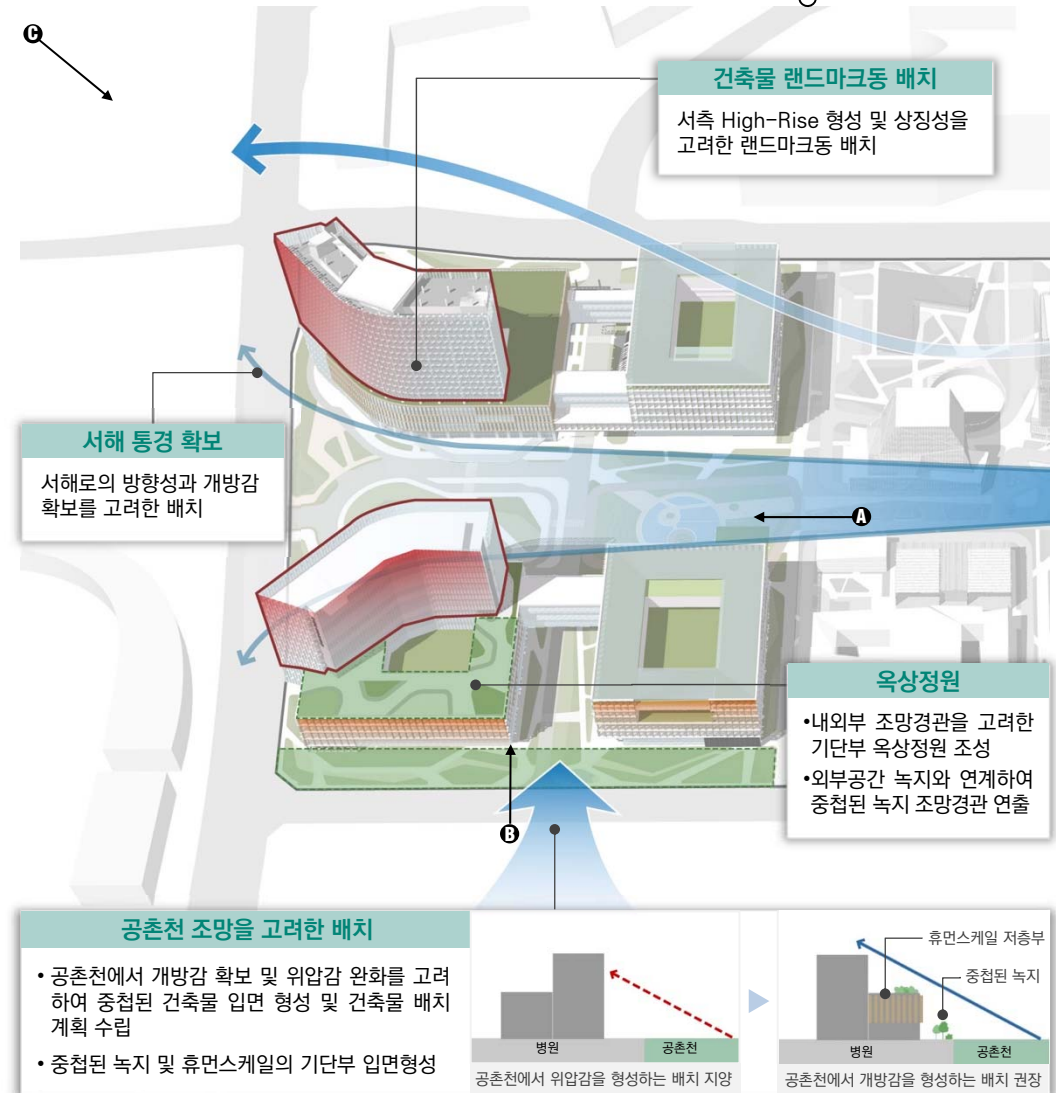 C
건축물 랜드마크동 배치
서측 High-Rise 형성 및 상징성을
고려한 랜드마크동 배치
서해 통경 확보
서해로의 방향성과 개방감
확보를 고려한 배치
A
옥상정원
•내외부 조망경관을 고려한
기단부 옥상정원 조성
•외부공간 녹지와 연계하여
중첩된 녹지 조망경관 연출
B
공촌천 조망을 고려한 배치
• 공촌천에서 개방감 확보 및 위압감 완화를 고려
하여 중첩된 건축물 입면 형성 및 건축물 배치
계획 수립
• 중첩된 녹지 및 휴먼스케일의 기단부 입면형성
병원
공촌천
공촌천에서 위압감을 형성하는 배치 지양
휴먼스케일 저층부
중첩된 녹지
병원
공촌천
공촌천에서 개방감을 형성하는 배치 권장